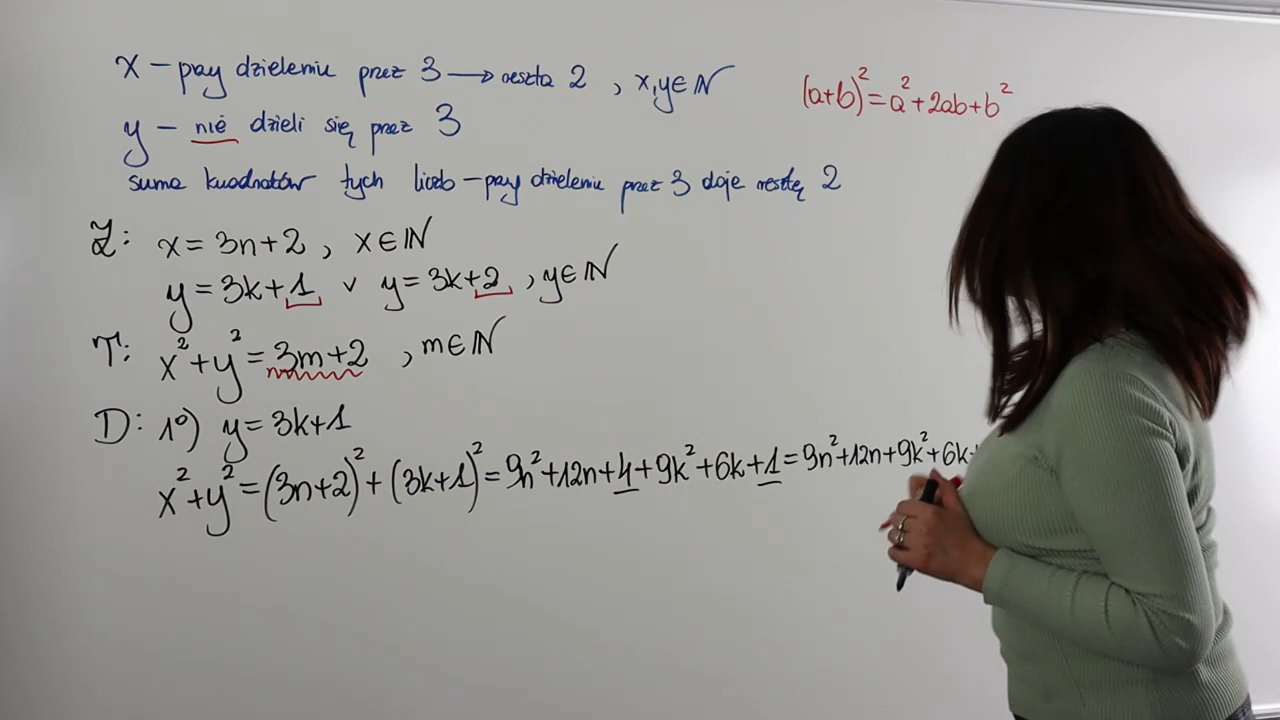 x – przy dzieleniu przez 3 → reszta 2 , x,y∈ℕ
(a+b)²=a²+2ab+b²
y – nie dzieli się przez 3
suma kwadratów tych liczb – przy dzieleniu przez 3 daje resztę 2
Z: x = 3n+2 , x∈ℕ
y = 3k+1 ∨ y = 3k+2 , y∈ℕ
T: x²+y² = 3m+2 , m∈ℕ
D: 1°) y = 3k+1
x²+y² = (3n+2)² + (3k+1)² = 9n²+12n+4+9k²+6k+1 = 9n²+12n+9k²+6k